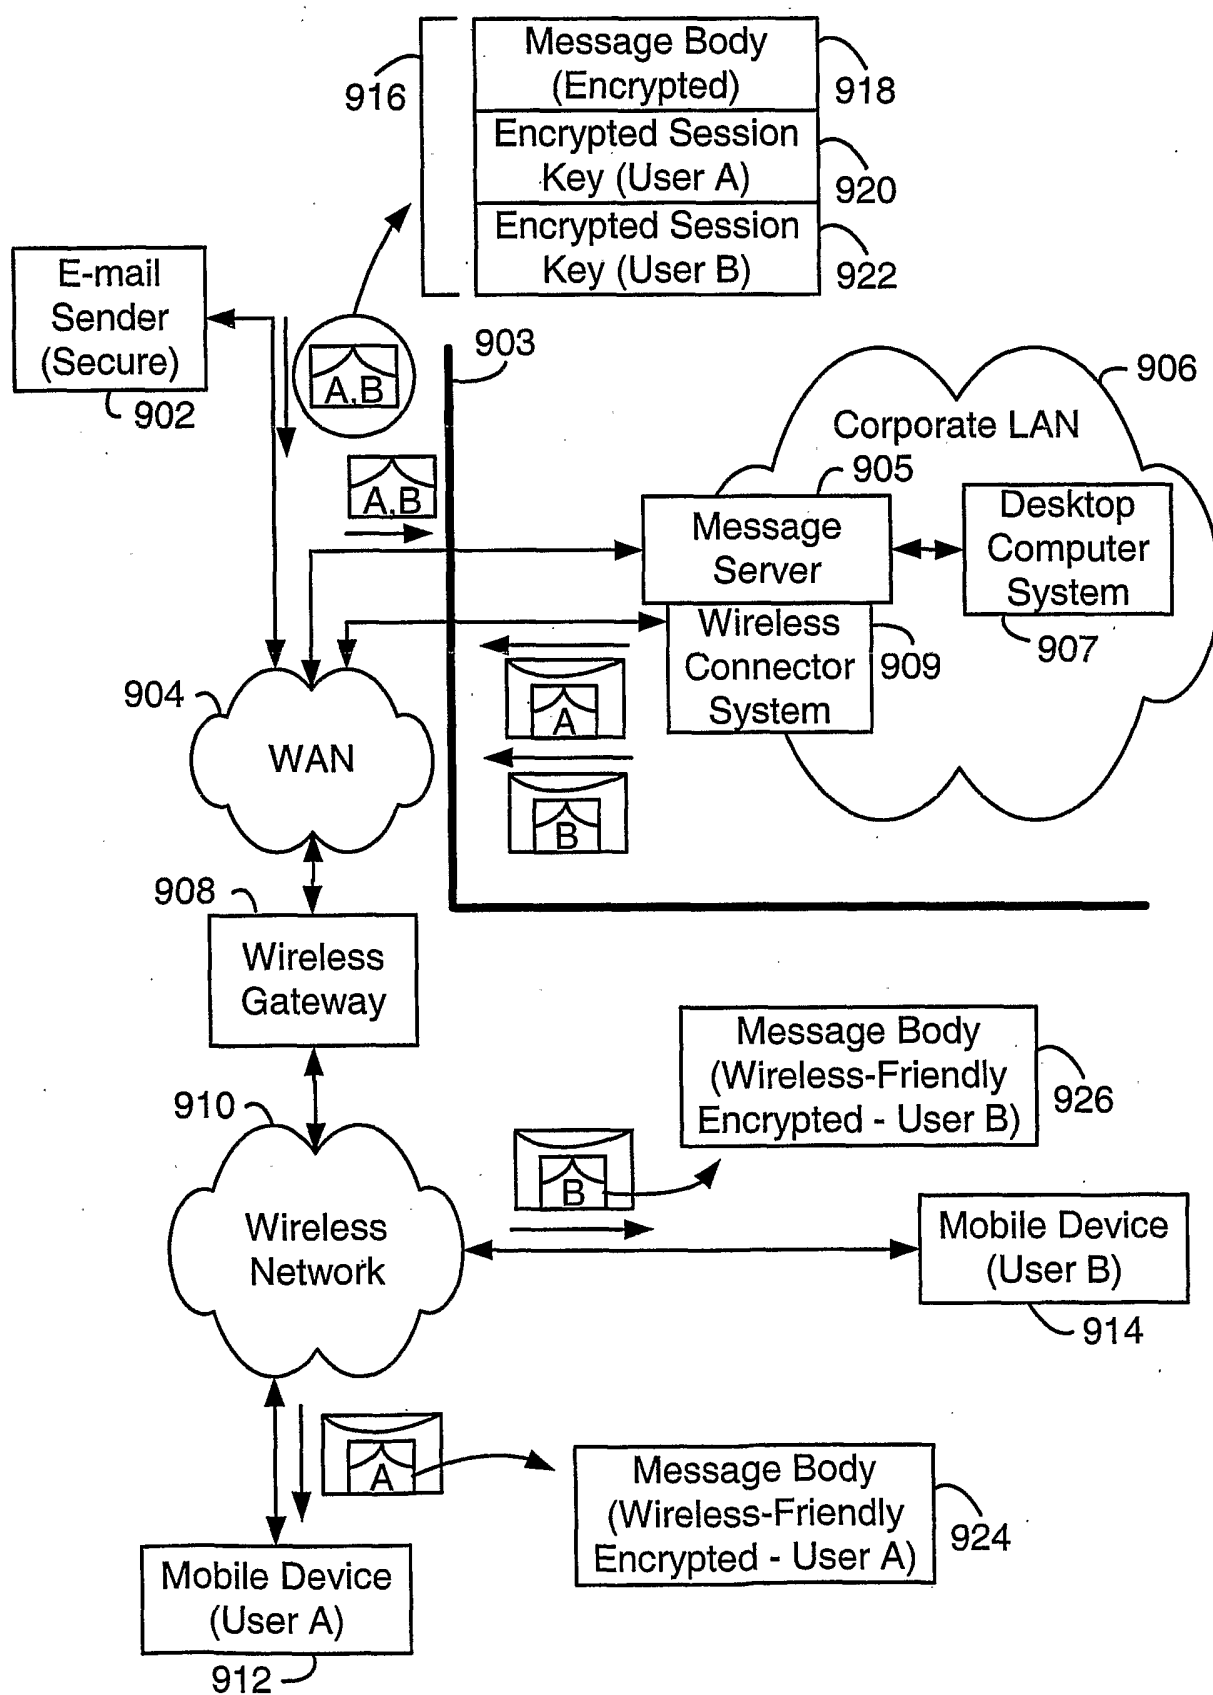 Message Body
(Encrypted)
916
918
Encrypted Session
Key (User A)
920
Encrypted Session
Key (User B)
922
E-mail
Sender
(Secure)
902
A,B
903
906
Corporate LAN
905
A,B
Message
Server
Desktop
Computer
System
907
Wireless
Connector
System
909
904
WAN
A
B
908
Wireless
Gateway
Message Body
(Wireless-Friendly
Encrypted - User B)
926
910
B
Wireless
Network
Mobile Device
(User B)
914
A
Message Body
(Wireless-Friendly
Encrypted - User A)
924
Mobile Device
(User A)
912